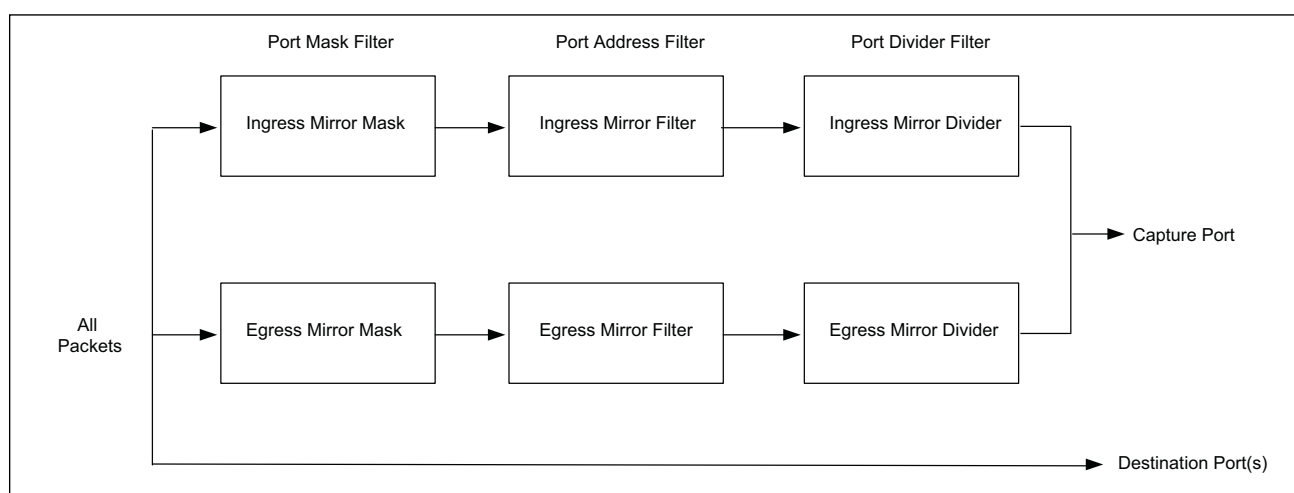 Port Mask Filter
Port Address Filter
Port Divider Filter
Ingress Mirror Mask
Ingress Mirror Filter
Ingress Mirror Divider
Capture Port
All
Packets
Egress Mirror Mask
Egress Mirror Filter
Egress Mirror Divider
Destination Port(s)